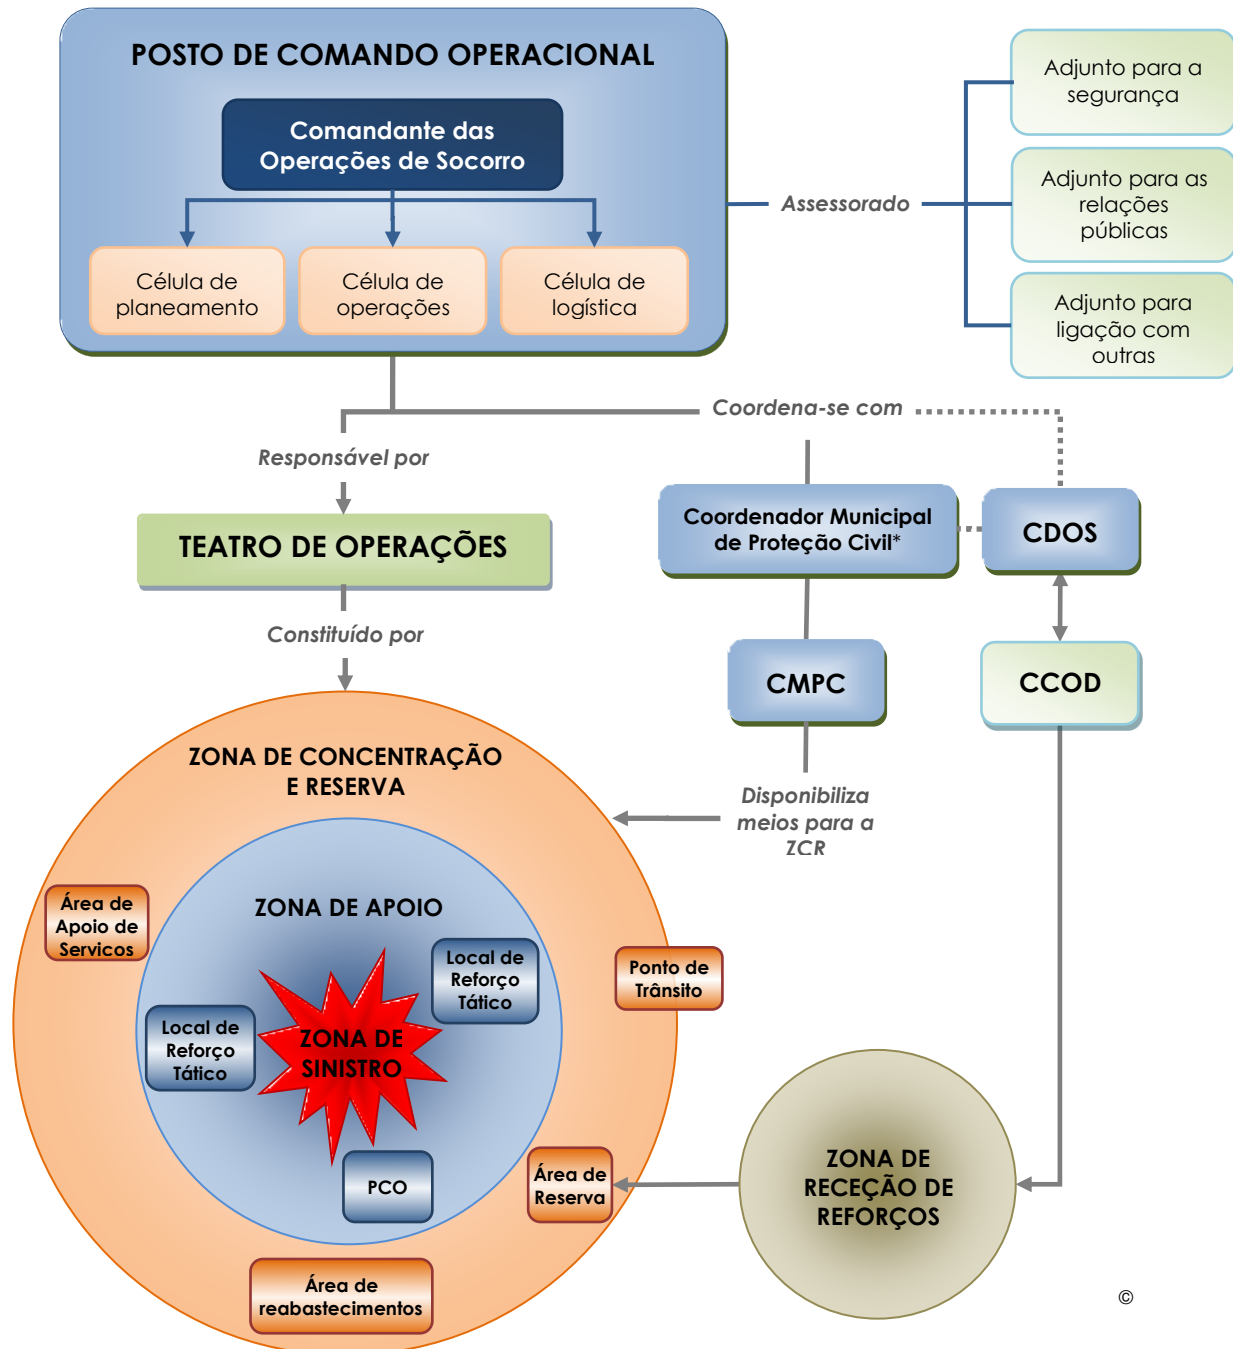 POSTO DE COMANDO OPERACIONAL
Comandante das
Operações de Socorro
Célula de
planeamento
Célula de
operações
Célula de
logística
Assessorado
Adjunto para a
segurança
Adjunto para as
relações
públicas
Adjunto para
ligação com
outras
Coordena-se com
Responsável por
TEATRO DE OPERAÇÕES
Coordenador Municipal
de Proteção Civil*
CDOS
Constituído por
CMPC
CCOD
ZONA DE CONCENTRAÇÃO
E RESERVA
Disponibiliza
meios para a
ZCR
Área de
Apoio de
Servicos
ZONA DE APOIO
Local de
Reforço
Tático
Ponto de
Trânsito
Local de
Reforço
Tático
ZONA DE
SINISTRO
PCO
Área de
Reserva
ZONA DE
RECEÇÃO DE
REFORÇOS
Área de
reabastecimentos
©